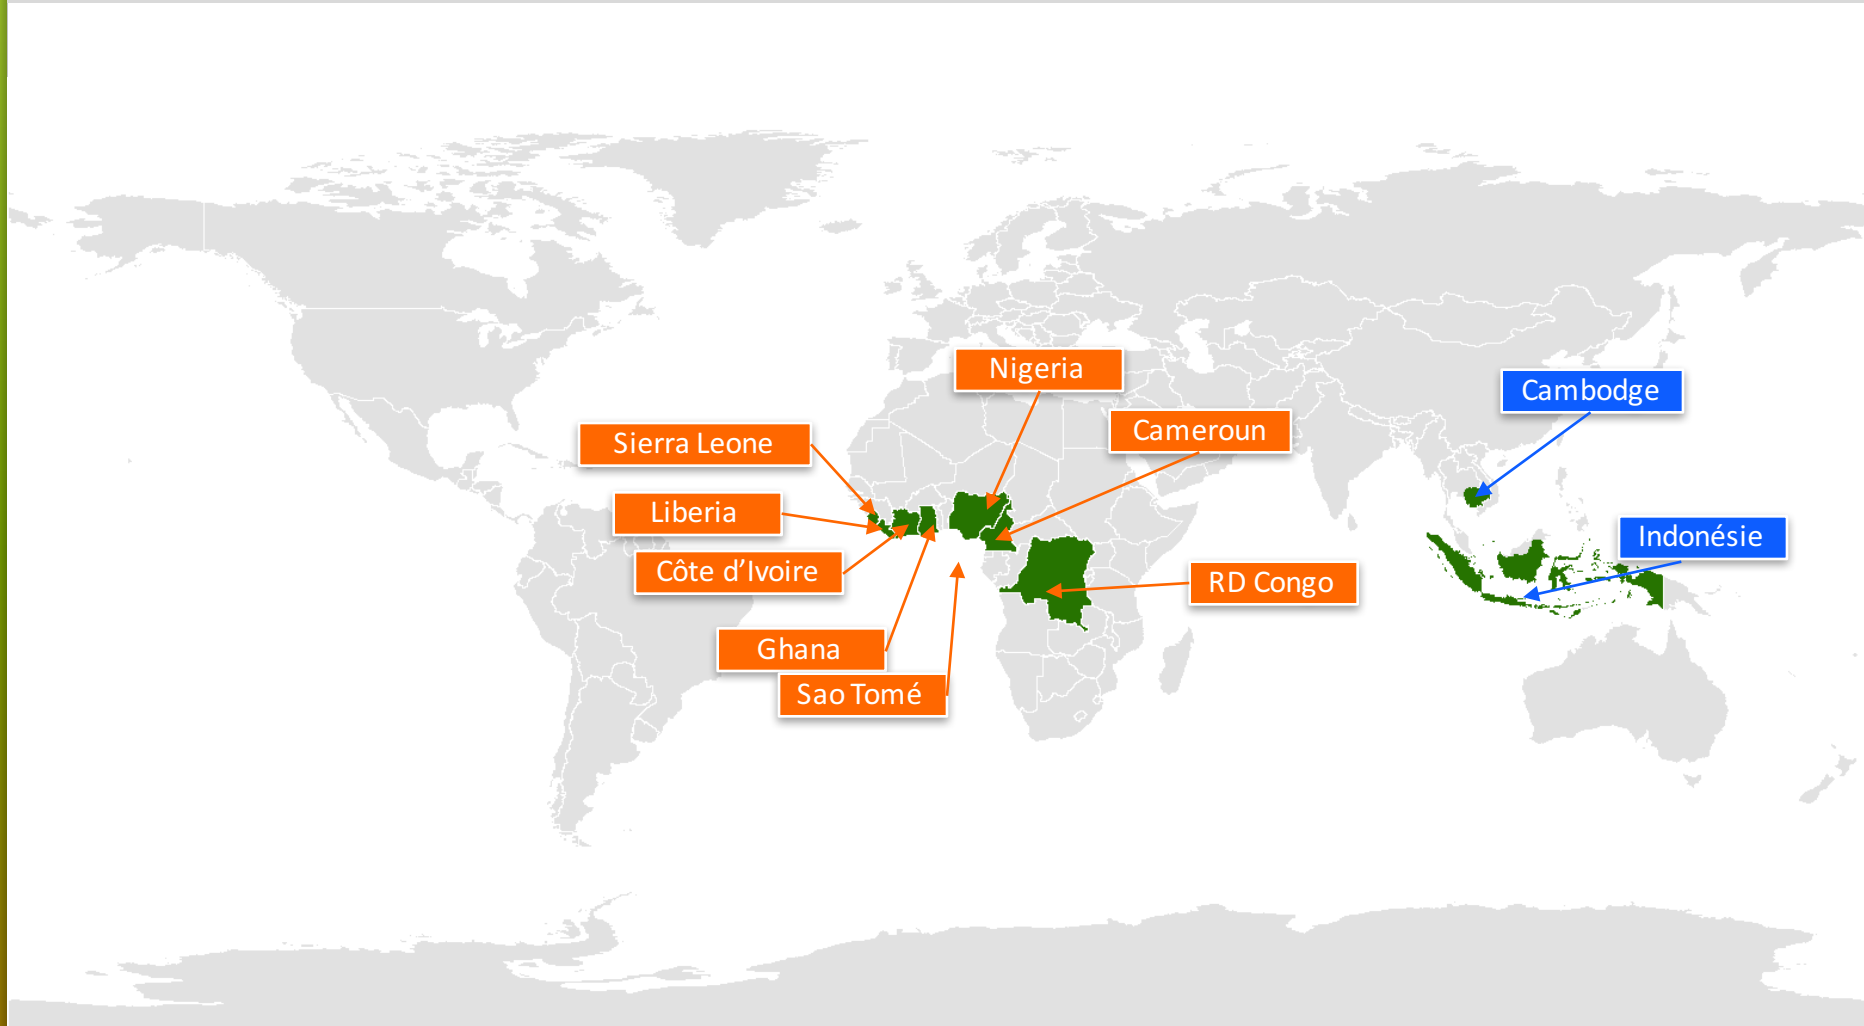 Nigeria
Cambodge
Cameroun
Sierra Leone
Liberia
Indonésie
Côte d’Ivoire
RD Congo
Ghana
Sao Tomé